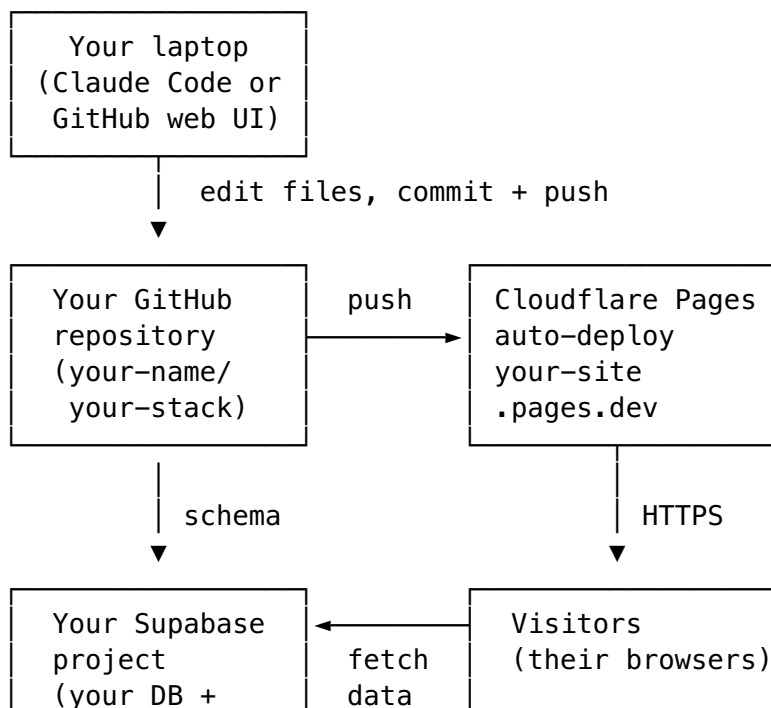 Your laptop
(Claude Code or
GitHub web UI)
edit files, commit + push
Your GitHub
repository
(your-name/
your-stack)
push
Cloudflare Pages
auto-deploy
your-site
.pages.dev
schema
HTTPS
Your Supabase
project
(your DB +
fetch
data
Visitors
(their browsers)